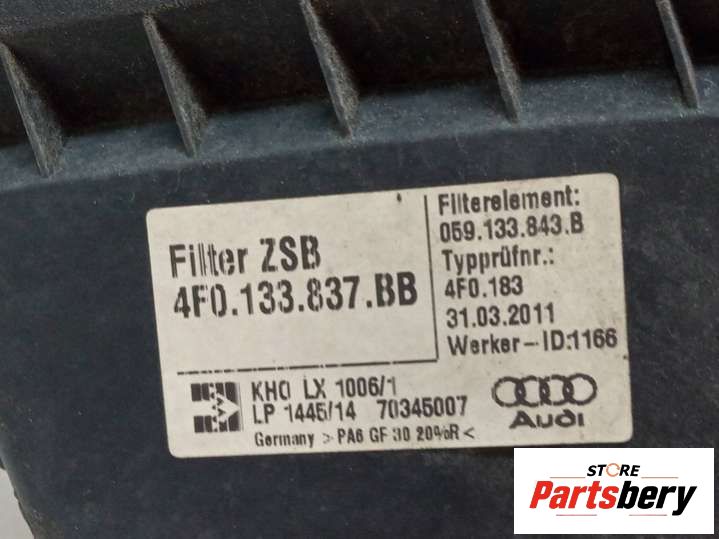 Filter ZSB
4F0.133.837.BB
Filterelement:
059.133.843.B
Typprüfnr.:
4F0.183
31.03.2011
Werker-ID:1166
KHO LX 1006/1
LP 1445/14 70345007
Germany >PA6 GF 30 20%R<
Audi
STORE
Partsbery